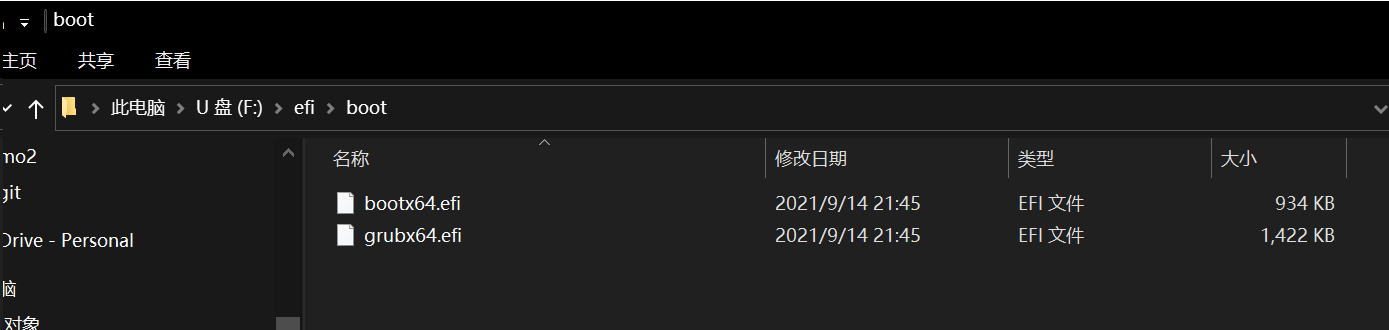 boot
主页 共享 查看
此电脑 U 盘 (F:) efi boot
名称 修改日期 类型 大小
bootx64.efi 2021/9/14 21:45 EFI 文件 934 KB
grubx64.efi 2021/9/14 21:45 EFI 文件 1,422 KB
mo2
git
Drive - Personal
脑
对象